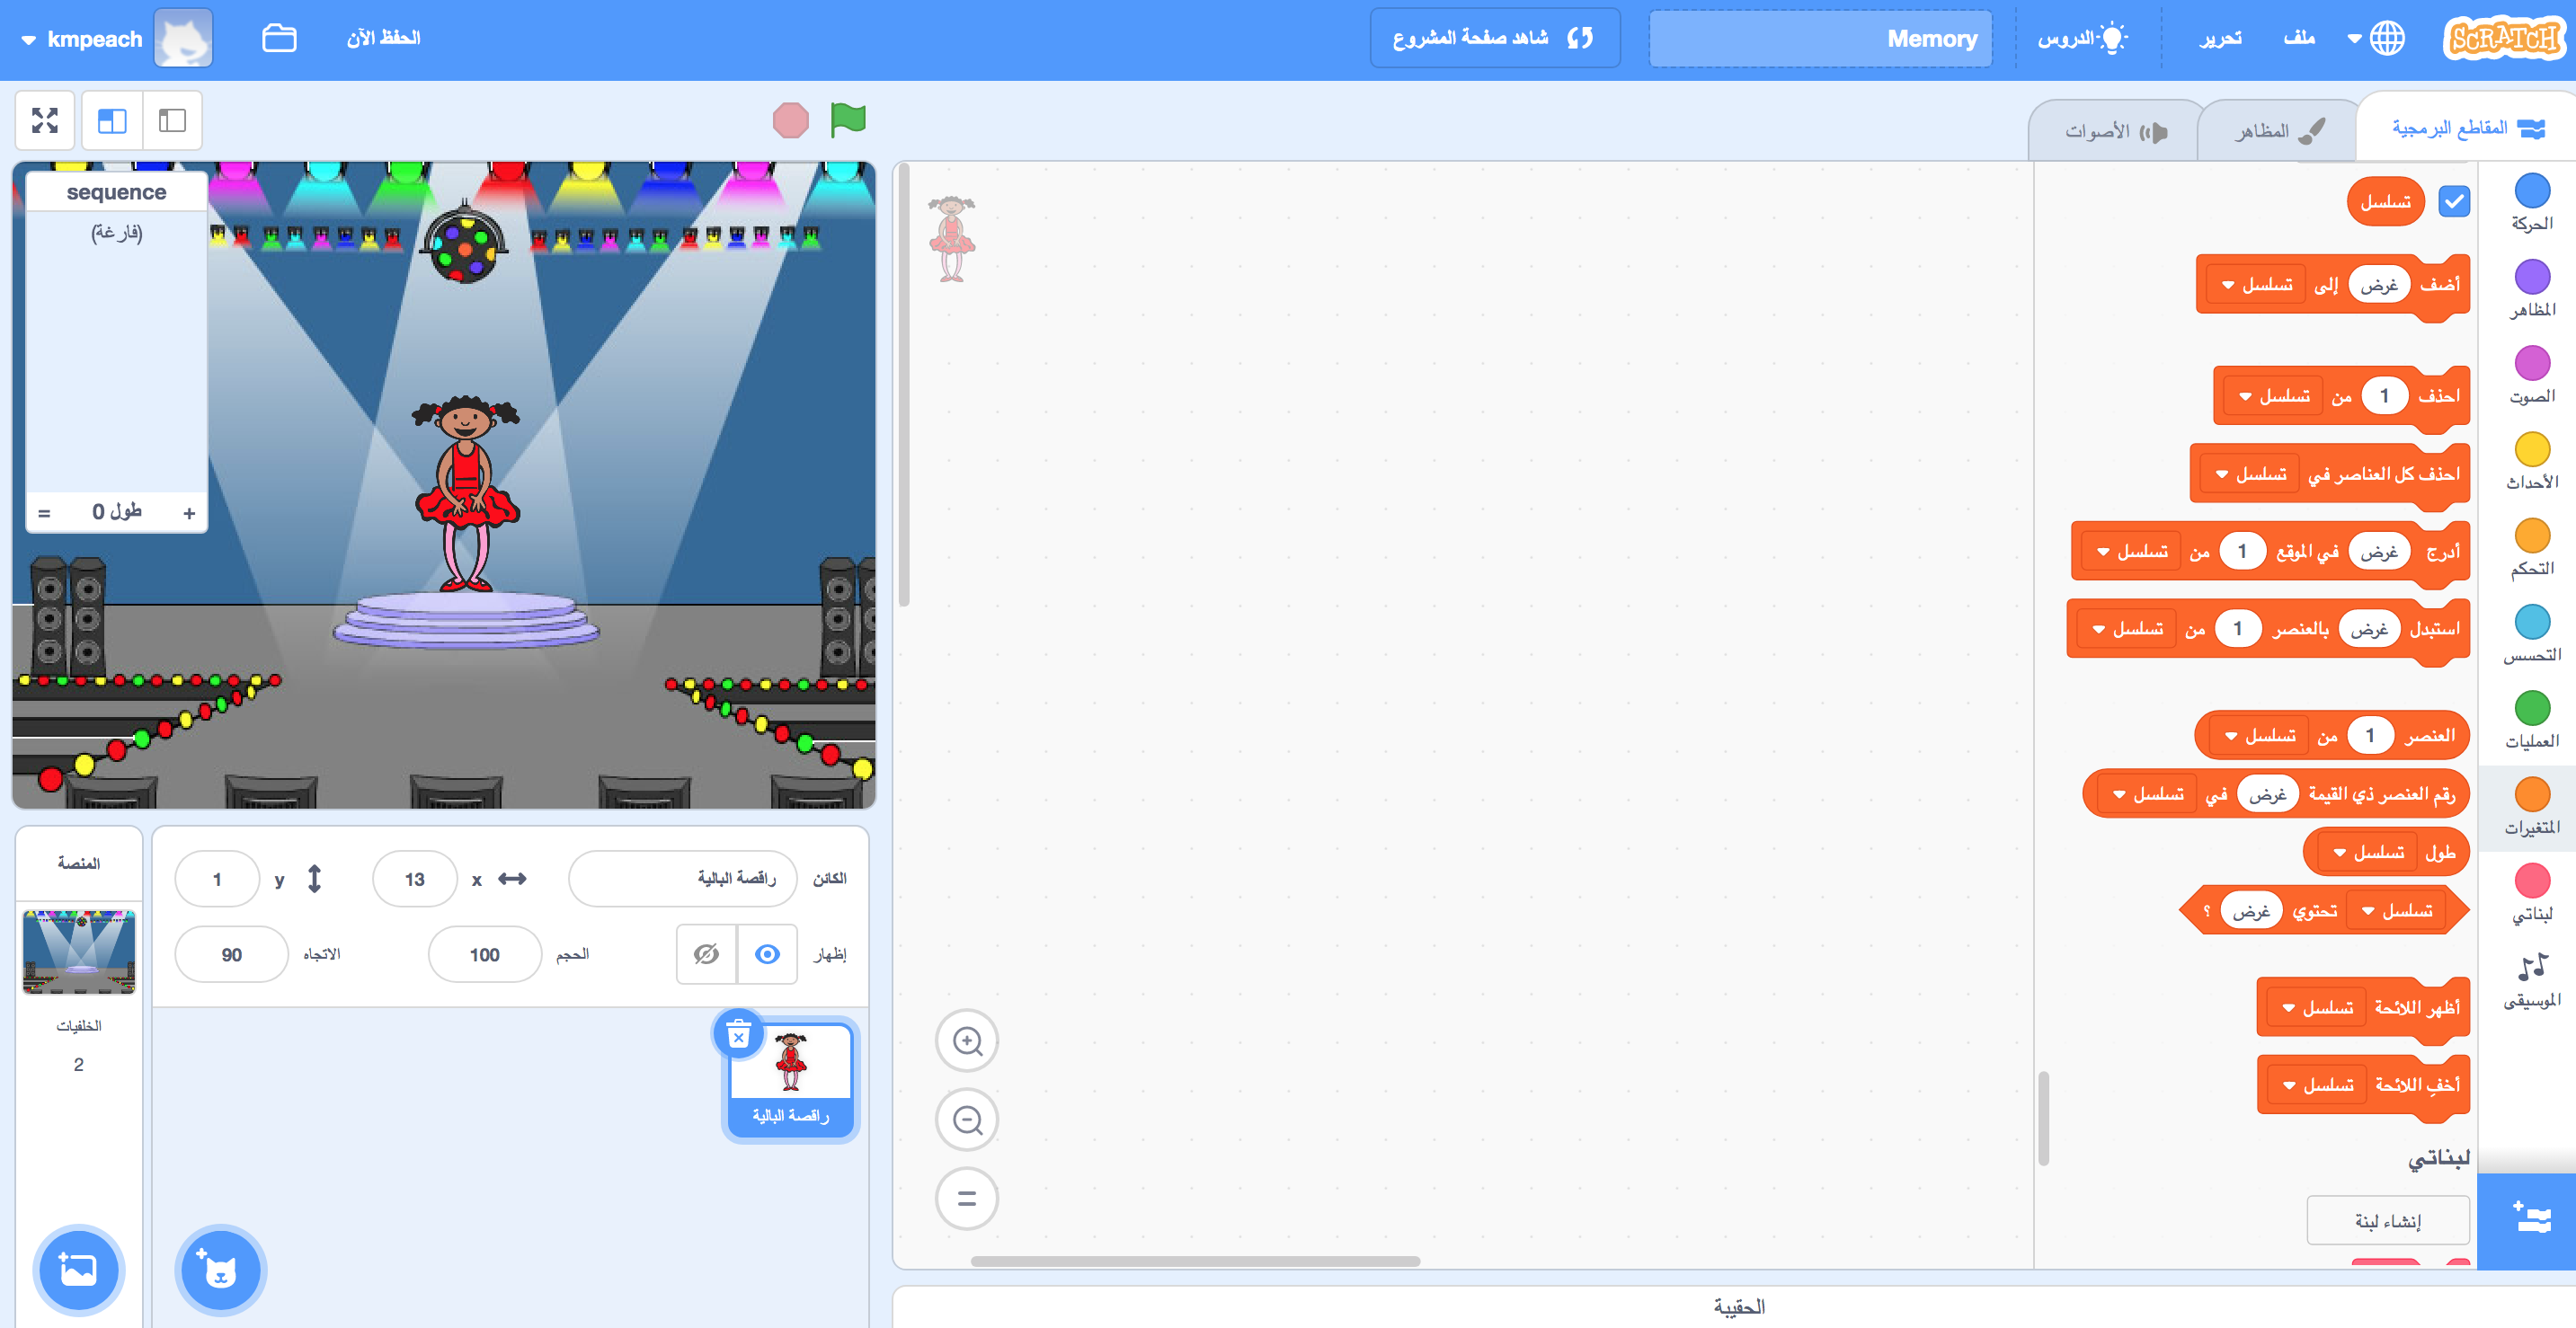 SCRATCH
ملف
تحرير
الدروس
Memory
شاهد صفحة المشروع
الحفظ الآن
kmpeach
المقاطع البرمجية
المظاهر
الأصوات
الحركة
المظاهر
الصوت
الأحداث
التحكم
التحسس
العمليات
المتغيرات
لبناتي
الموسيقى
تسلسل
أضف غرض إلى تسلسل
احذف 1 من تسلسل
احذف كل العناصر في تسلسل
أدرج غرض في الموقع 1 من تسلسل
استبدل غرض بالعنصر 1 من تسلسل
العنصر 1 من تسلسل
رقم العنصر ذي القيمة غرض في تسلسل
طول تسلسل
تسلسل تحتوي غرض ؟
أظهر اللائحة تسلسل
أخفِ اللائحة تسلسل
لبناتي
إنشاء لبنة
sequence
(فارغة)
+ طول 0 =
الكائن راقصة البالية x 13 y 1
إظهار الحجم 100 الاتجاه 90
راقصة البالية
المنصة
الخلفيات
2
الحقيبة